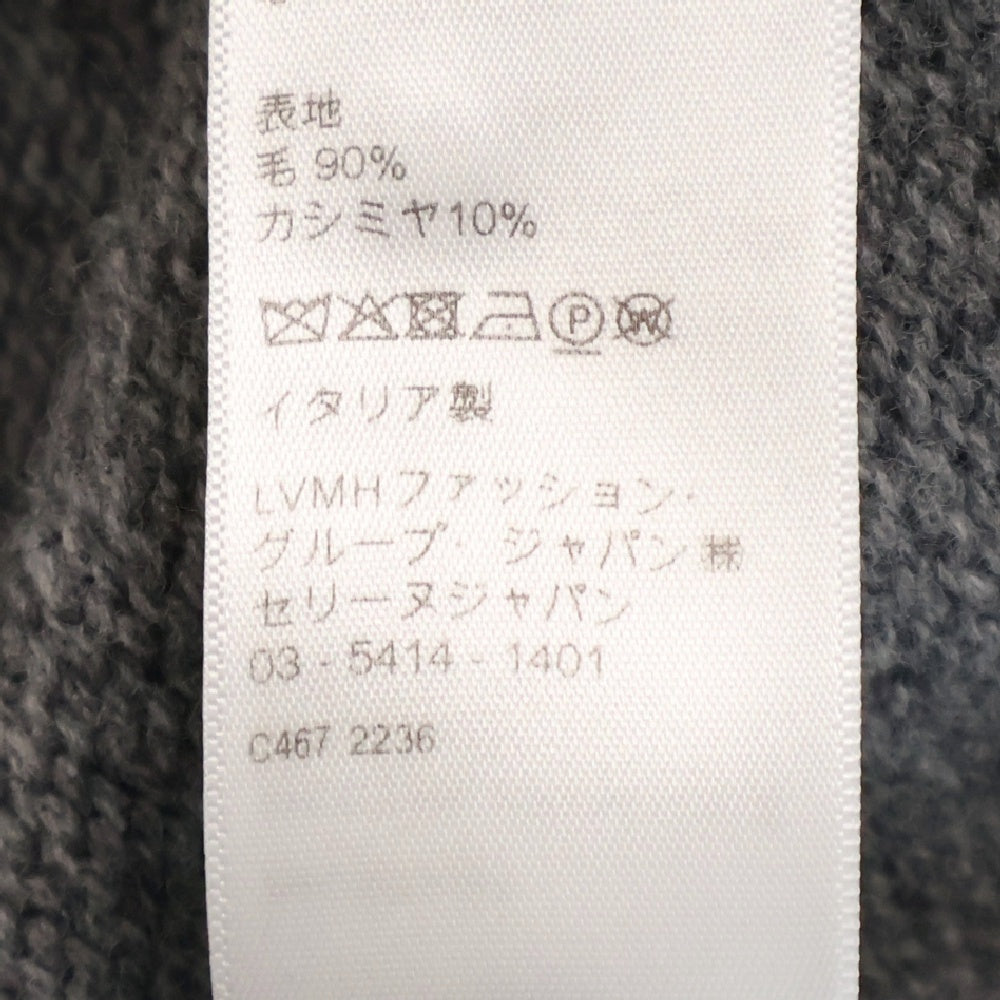 表地
毛 90%
カシミヤ10%
P W
イタリア製
LVMHファッション・
グループ・ジャパン㈱
セリーヌジャパン
03 - 5414 - 1401
C467 2236